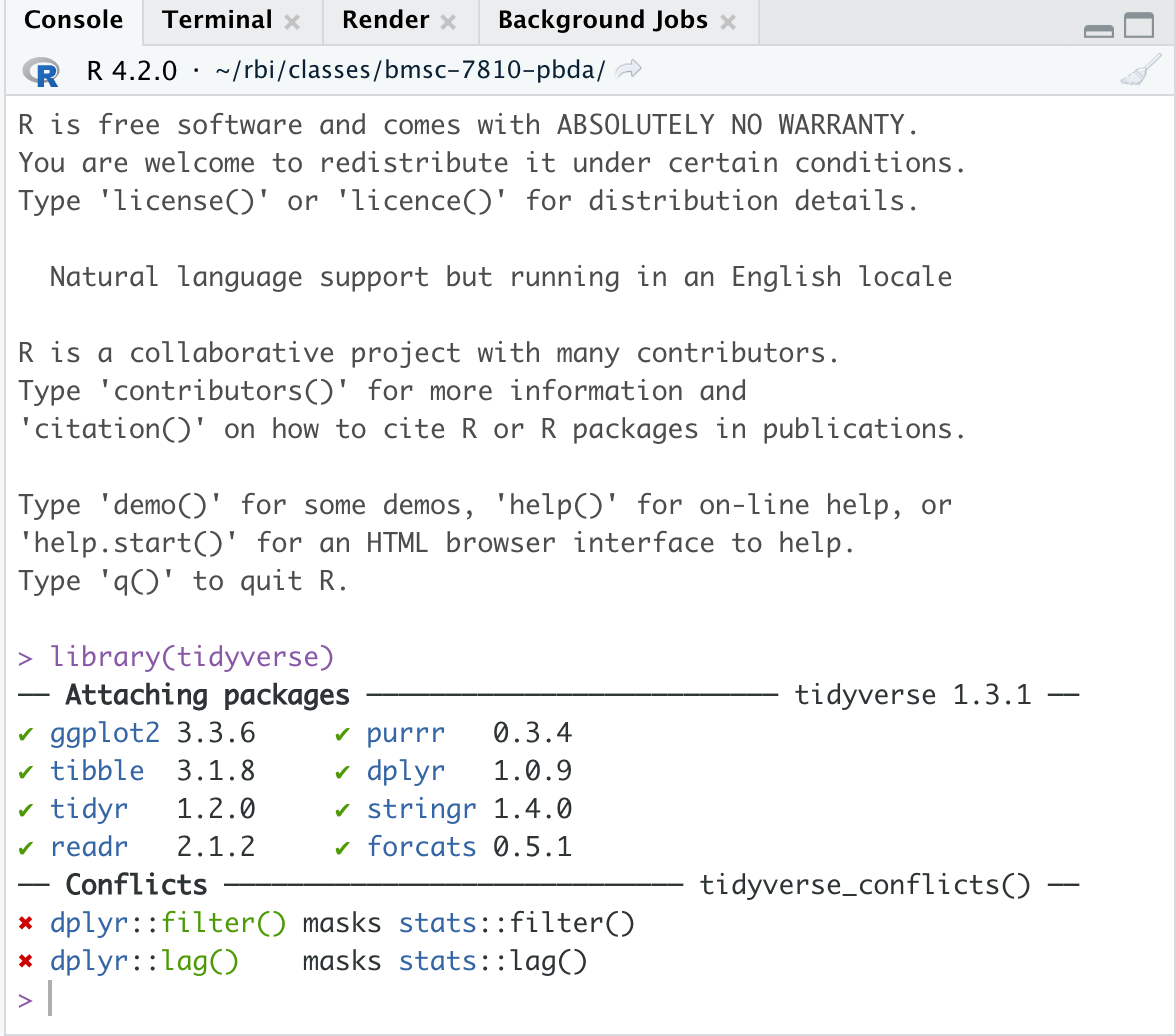 Console Terminal Render Background Jobs
R R 4.2.0 · ~/rbi/classes/bmsc-7810-pbda/
R is free software and comes with ABSOLUTELY NO WARRANTY.
You are welcome to redistribute it under certain conditions.
Type 'license()' or 'licence()' for distribution details.
Natural language support but running in an English locale
R is a collaborative project with many contributors.
Type 'contributors()' for more information and
'citation()' on how to cite R or R packages in publications.
Type 'demo()' for some demos, 'help()' for on-line help, or
'help.start()' for an HTML browser interface to help.
Type 'q()' to quit R.
> library(tidyverse)
── Attaching packages ────────────────────────── tidyverse 1.3.1 ──
✔ ggplot2 3.3.6 ✔ purrr 0.3.4
✔ tibble 3.1.8 ✔ dplyr 1.0.9
✔ tidyr 1.2.0 ✔ stringr 1.4.0
✔ readr 2.1.2 ✔ forcats 0.5.1
── Conflicts ───────────────────────────── tidyverse_conflicts() ──
✖ dplyr::filter() masks stats::filter()
✖ dplyr::lag() masks stats::lag()
>